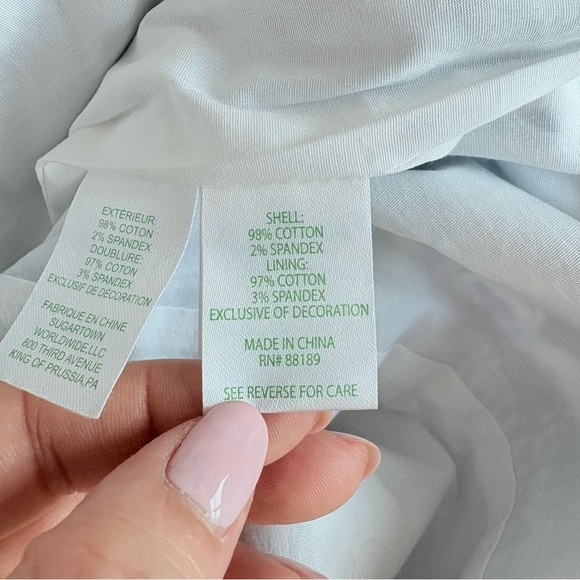 EXTÉRIEUR:
98% COTON
2% SPANDEX
DOUBLURE:
97% COTON
3% SPANDEX
EXCLUSIF DE DÉCORATION
FABRIQUE EN CHINE
SUGARTOWN
WORLDWIDE, LLC
800 THIRD AVENUE
KING OF PRUSSIA, PA
SHELL:
98% COTTON
2% SPANDEX
LINING:
97% COTTON
3% SPANDEX
EXCLUSIVE OF DECORATION
MADE IN CHINA
RN# 88189
SEE REVERSE FOR CARE